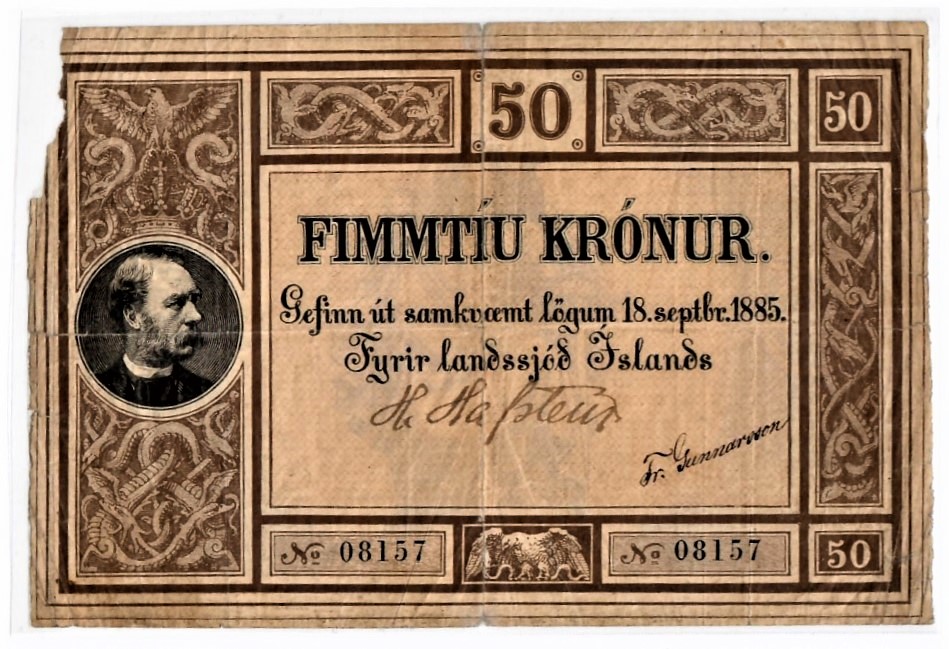 50
50
FIMMTÍU KRÓNUR.
Gefinn út samkvæmt lögum 18. septbr. 1885.
Fyrir landssjóð Íslands
H. Hafstein
Fr. Gunnarsson
No 08157
No 08157
50